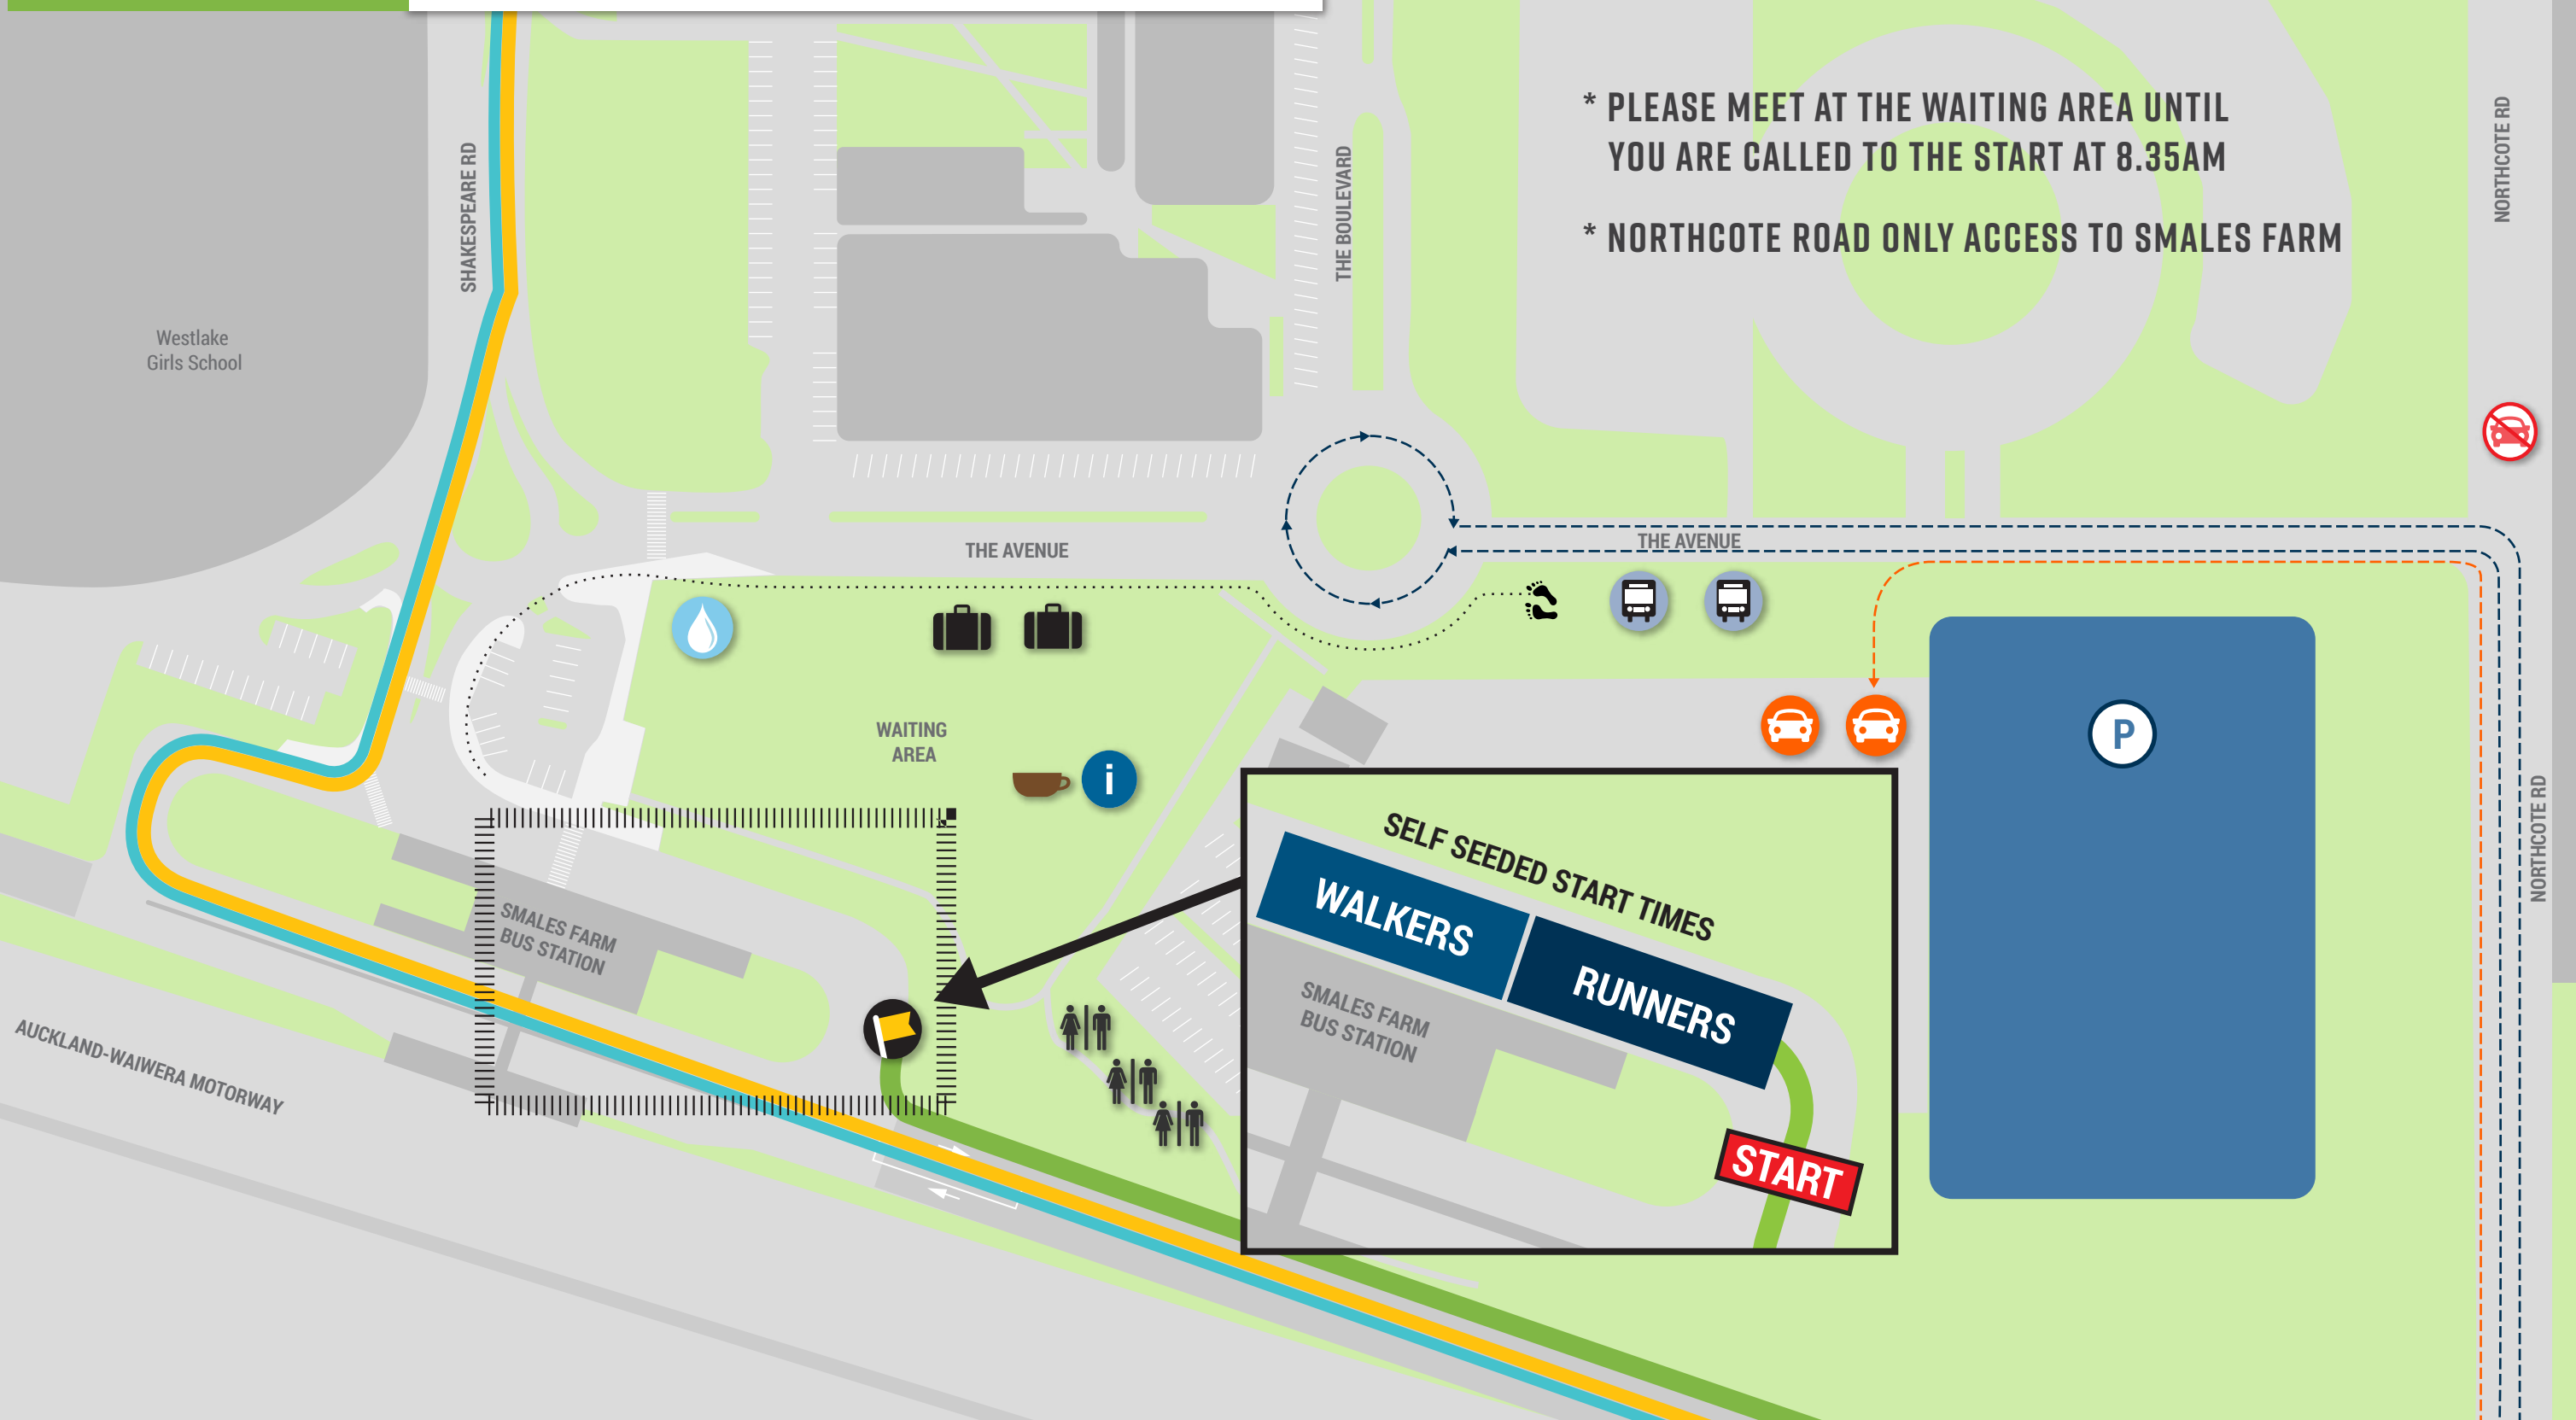 * PLEASE MEET AT THE WAITING AREA UNTIL
YOU ARE CALLED TO THE START AT 8.35AM
* NORTHCOTE ROAD ONLY ACCESS TO SMALES FARM
NORTHCOTE RD
SHAKESPEARE RD
THE BOULEVARD
Westlake
Girls School
THE AVENUE
THE AVENUE
WAITING
AREA
i
P
NORTHCOTE RD
SELF SEEDED START TIMES
WALKERS
RUNNERS
SMALES FARM
BUS STATION
START
SMALES FARM
BUS STATION
AUCKLAND-WAIWERA MOTORWAY